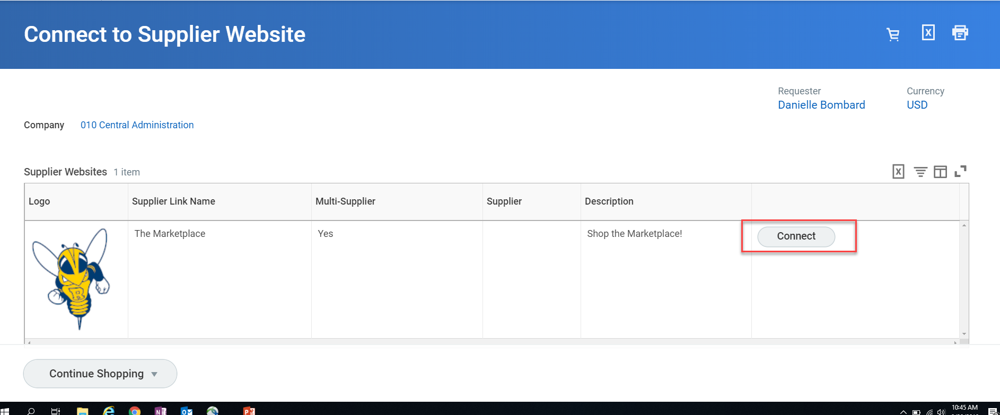 Connect to Supplier Website
Requester
Currency
Danielle Bombard
USD
Company 010 Central Administration
Supplier Websites 1 item
Logo Supplier Link Name Multi-Supplier Supplier Description
The Marketplace Yes Shop the Marketplace! Connect
R
Continue Shopping
10:45 AM